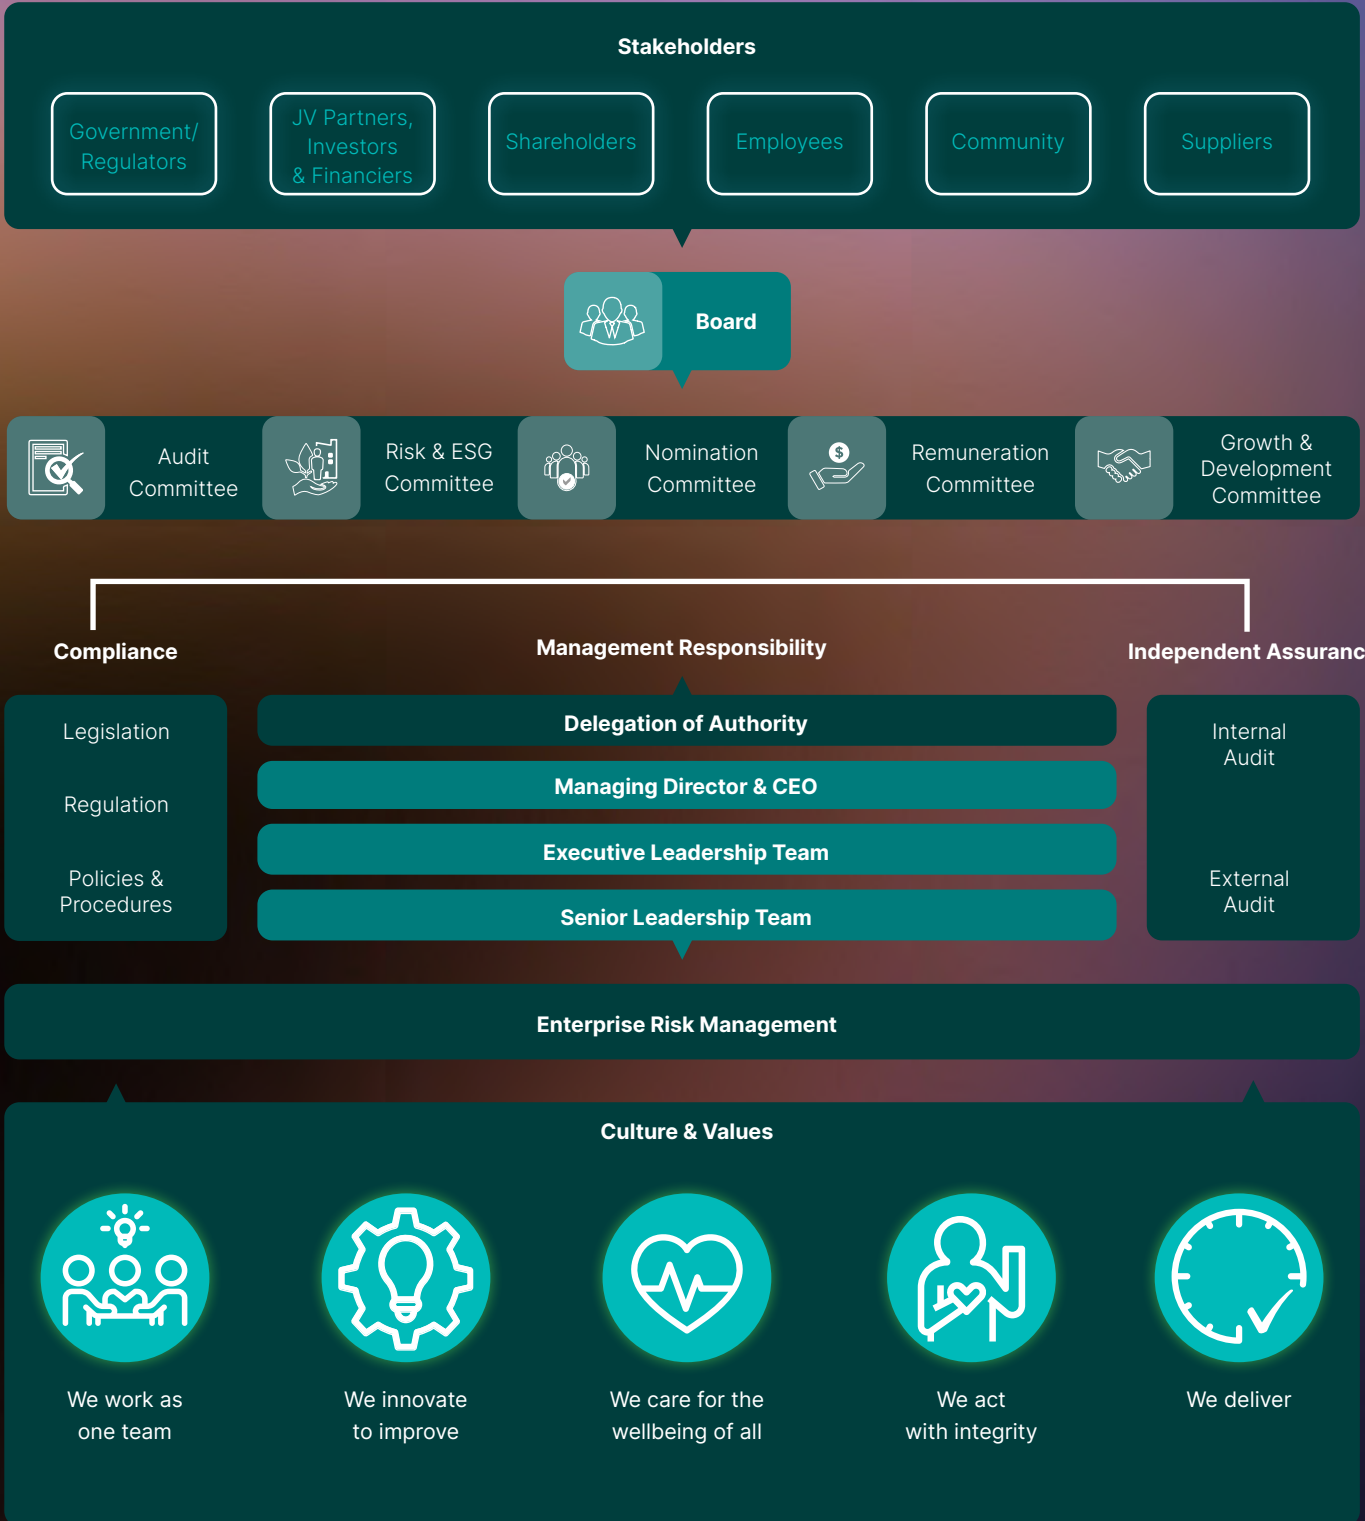 Stakeholders
Government/
Regulators
JV Partners,
Investors
& Financiers
Shareholders
Employees
Community
Suppliers
Board
Audit
Committee
Risk & ESG
Committee
Nomination
Committee
$
Remuneration
Committee
Growth &
Development
Committee
Compliance
Management Responsibility
Independent Assuranc
Legislation
Regulation
Policies &
Procedures
Delegation of Authority
Managing Director & CEO
Executive Leadership Team
Senior Leadership Team
Internal
Audit
External
Audit
Enterprise Risk Management
Culture & Values
We work as
one team
We innovate
to improve
We care for the
wellbeing of all
We act
with integrity
We deliver